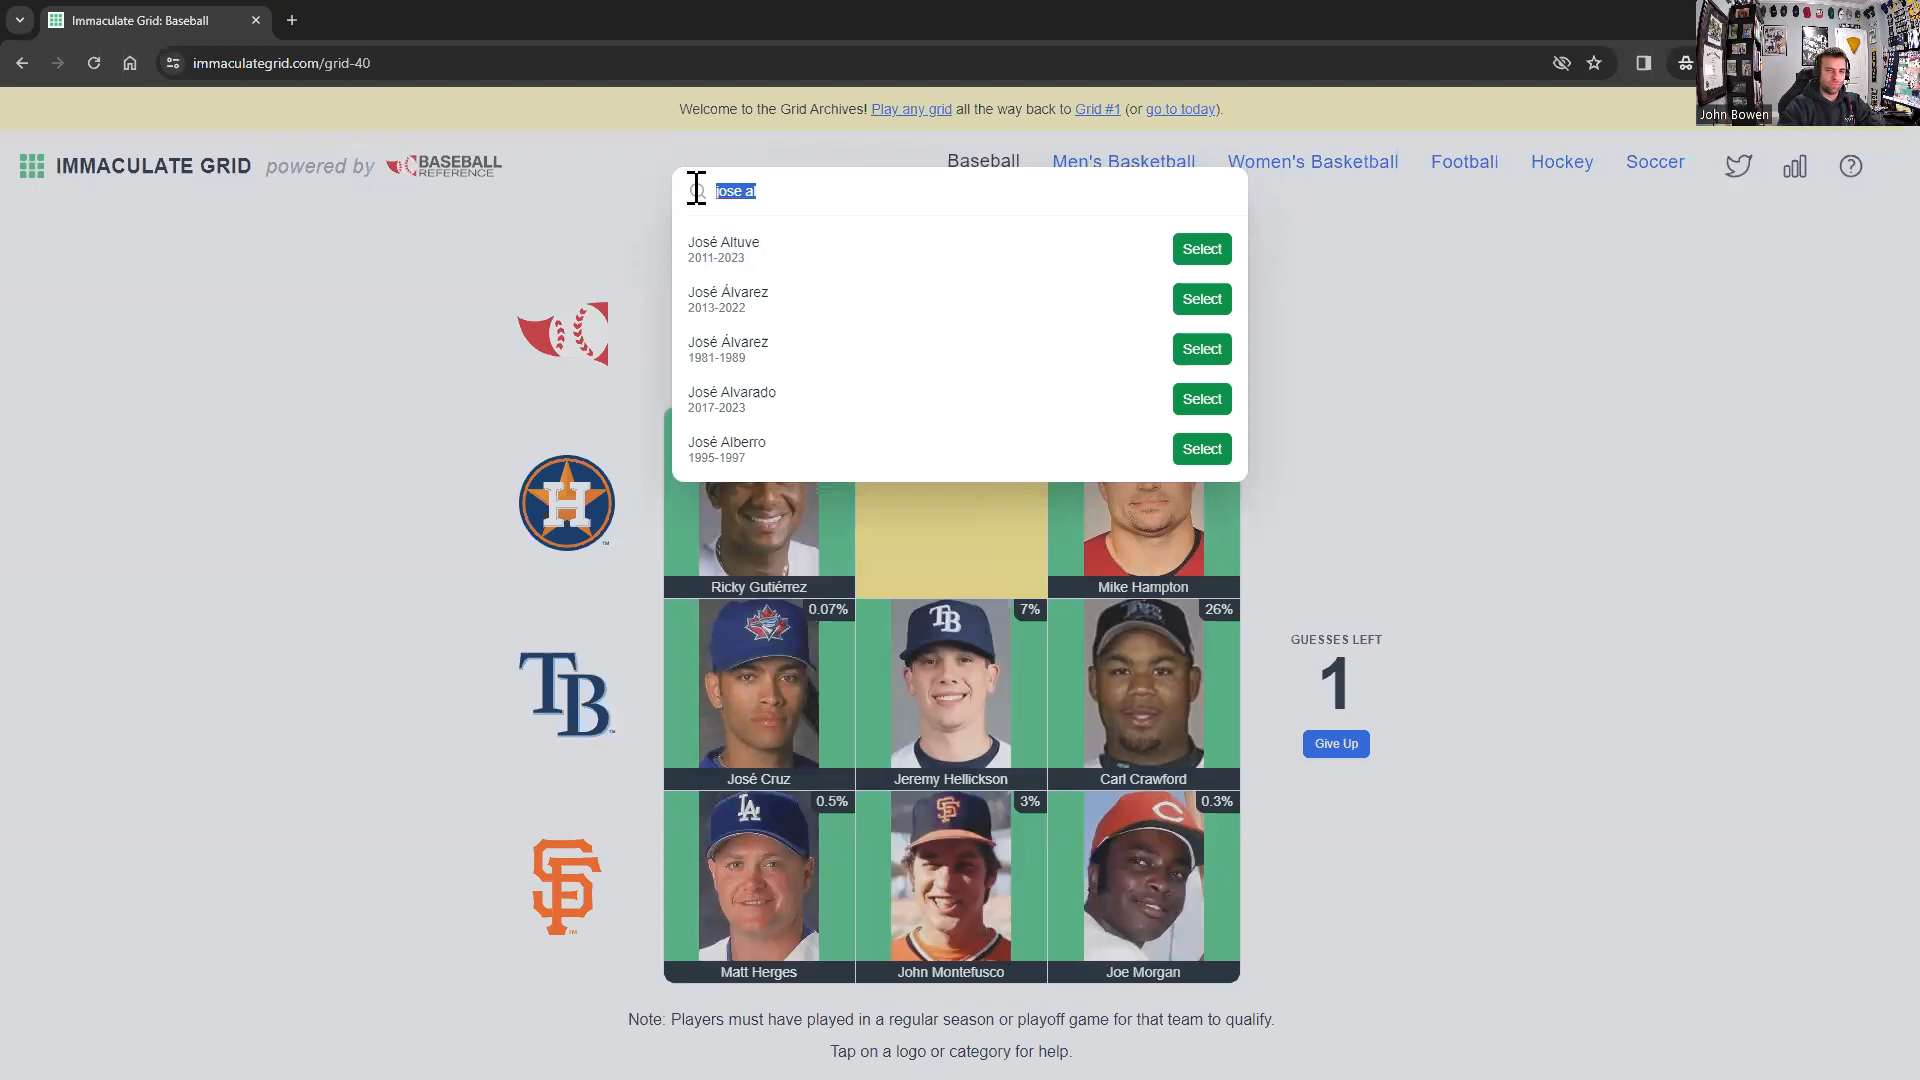 Immaculate Grid: Baseball
immaculategrid.com/grid-40
John Bowen
Welcome to the Grid Archives! Play any grid all the way back to Grid #1 (or go to today).
IMMACULATE GRID powered by BASEBALL REFERENCE
Baseball Men's Basketball Women's Basketball Football Hockey Soccer
jose al
José Altuve
2011-2023
Select
José Álvarez
2013-2022
Select
José Álvarez
1981-1989
Select
José Alvarado
2017-2023
Select
José Alberro
1995-1997
Select
H
Ricky Gutiérrez
Mike Hampton
TB
0.07%
7%
26%
José Cruz
Jeremy Hellickson
Carl Crawford
GUESSES LEFT
1
Give Up
SF
0.5%
3%
0.3%
Matt Herges
John Montefusco
Joe Morgan
Note: Players must have played in a regular season or playoff game for that team to qualify.
Tap on a logo or category for help.